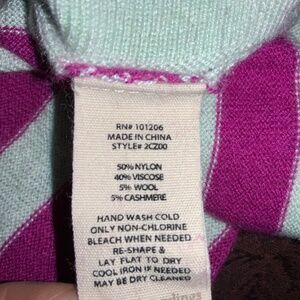 RN# 101206
MADE IN CHINA
STYLE# 2CZ00
50% NYLON
40% VISCOSE
5% WOOL
5% CASHMERE
HAND WASH COLD
ONLY NON-CHLORINE
BLEACH WHEN NEEDED
RE-SHAPE &
LAY FLAT TO DRY
COOL IRON IF NEEDED
MAY BE DRY CLEANED